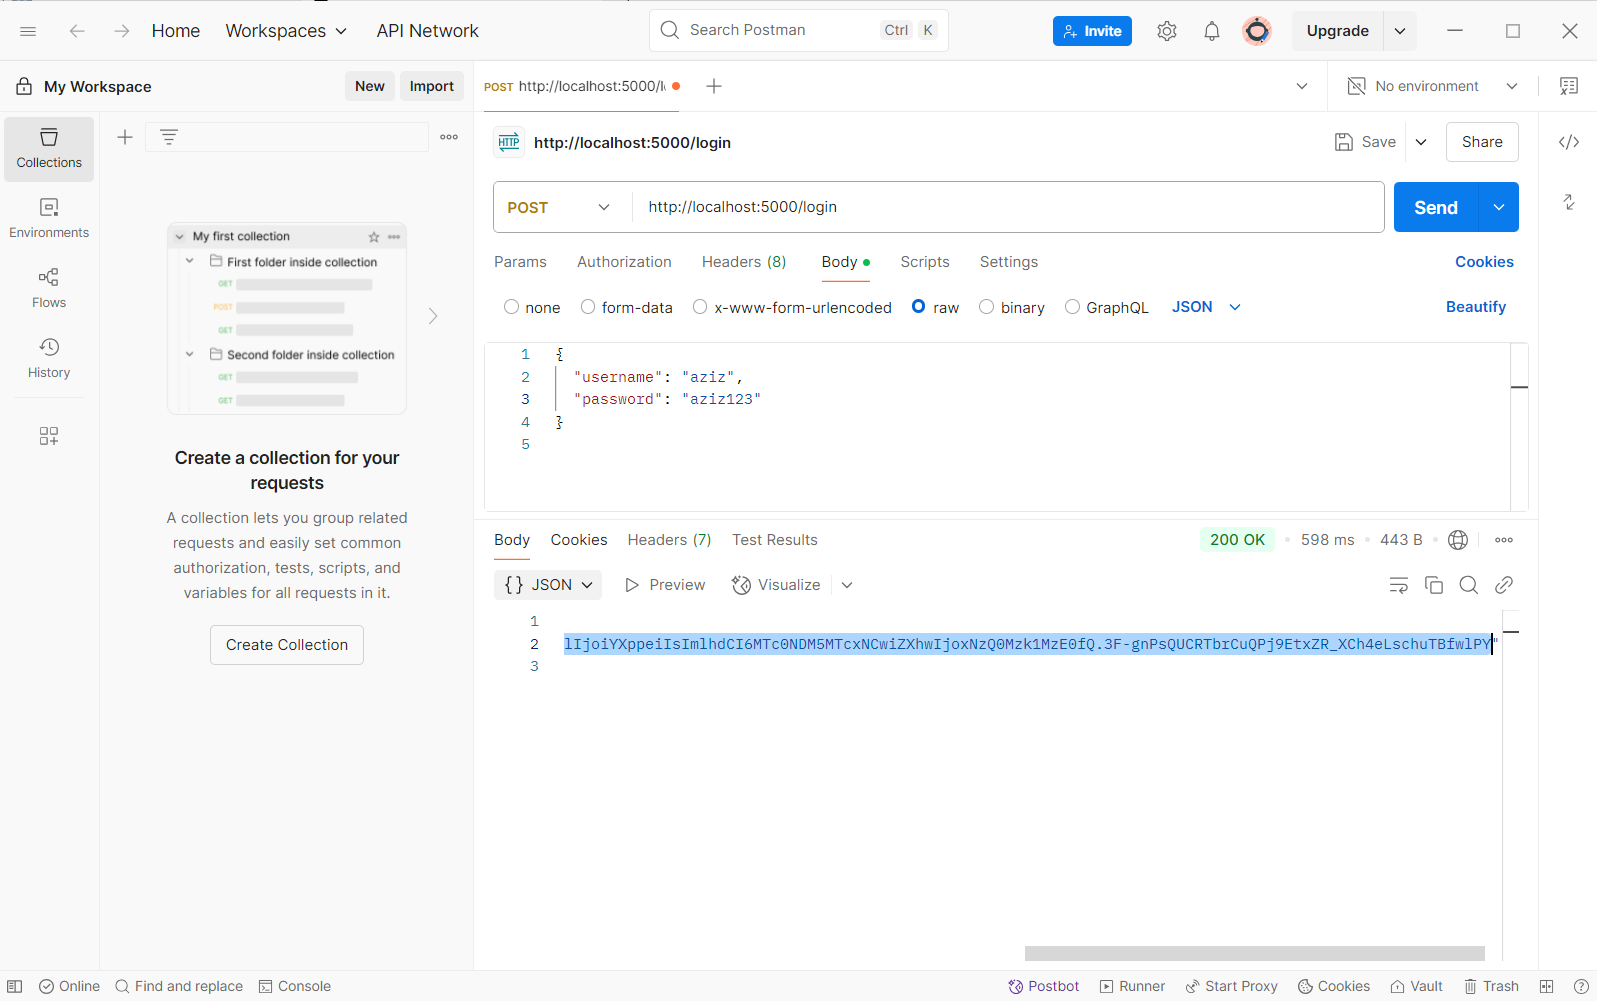 Home
Workspaces
API Network
Search Postman
Ctrl K
Invite
Upgrade
My Workspace
New
Import
POST http://localhost:5000/l
No environment
Collections
Environments
Flows
History
My first collection
First folder inside collection
GET
POST
GET
Second folder inside collection
GET
GET
Create a collection for your
requests
A collection lets you group related
requests and easily set common
authorization, tests, scripts, and
variables for all requests in it.
Create Collection
HTTP http://localhost:5000/login
Save
Share
POST
http://localhost:5000/login
Send
Params Authorization Headers (8) Body Scripts Settings
Cookies
none form-data x-www-form-urlencoded raw binary GraphQL JSON
Beautify
1 {
2 "username": "aziz",
3 "password": "aziz123"
4 }
5
Body Cookies Headers (7) Test Results
200 OK • 598 ms • 443 B
{} JSON Preview Visualize
1
2 lIjoiYXppeiIsImlhdCI6MTc0NDM5MTcxNCwiZXhwIjoxNzQ0Mzk1MzE0fQ.3F-gnPsQUCRTbrCuQPj9EtxZR_XCh4eLschuTBfwlPY"
3
Online
Find and replace
Console
Postbot
Runner
Start Proxy
Cookies
Vault
Trash